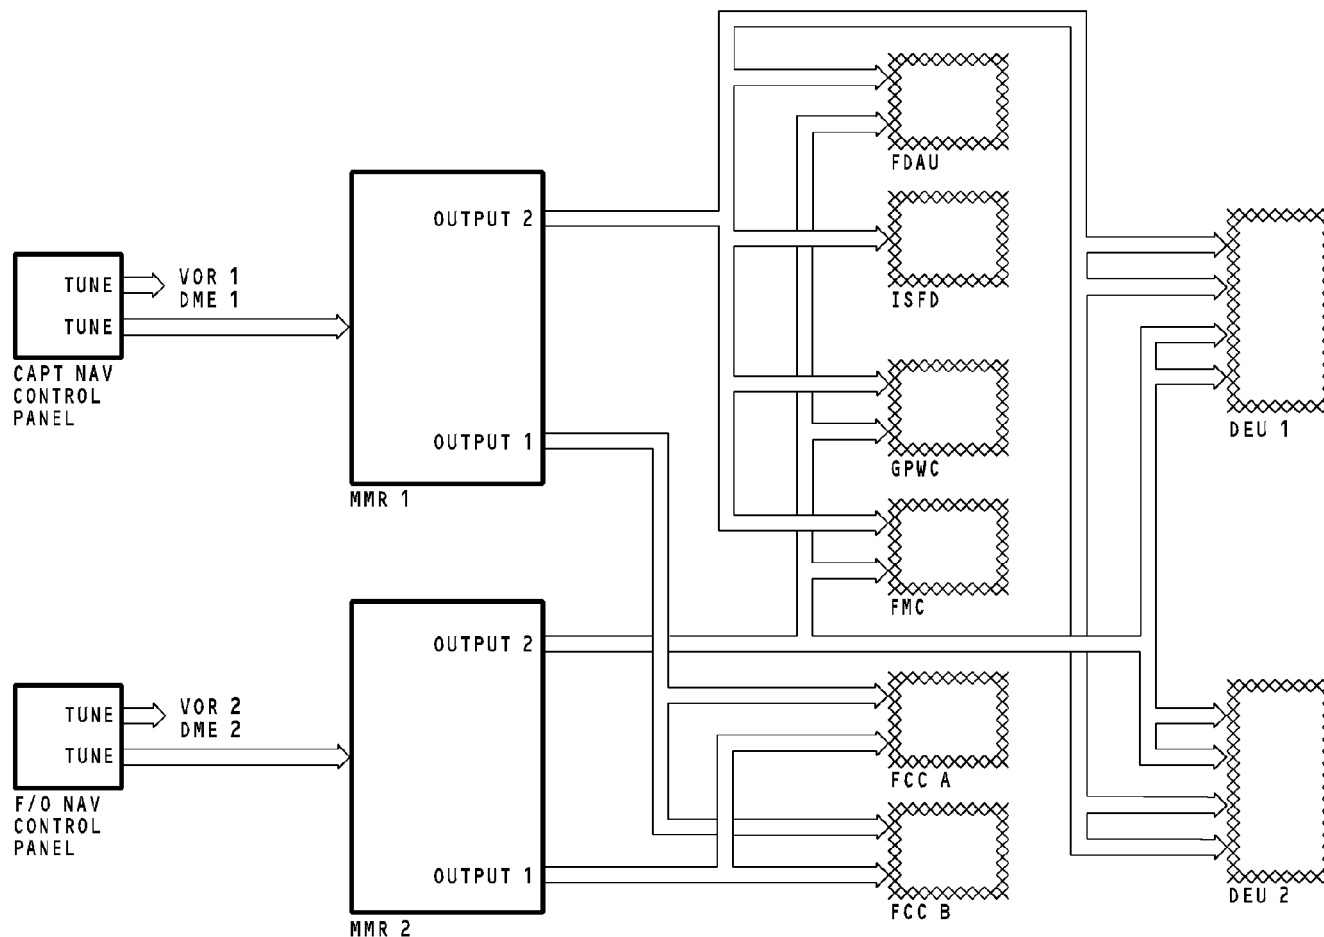 FDAU
OUTPUT 2
ISFD
TUNE
VOR 1
DME 1
TUNE
CAPT NAV
CONTROL
PANEL
OUTPUT 1
MMR 1
GPWC
DEU 1
FMC
OUTPUT 2
TUNE
VOR 2
DME 2
TUNE
F/O NAV
CONTROL
PANEL
FCC A
OUTPUT 1
MMR 2
FCC B
DEU 2